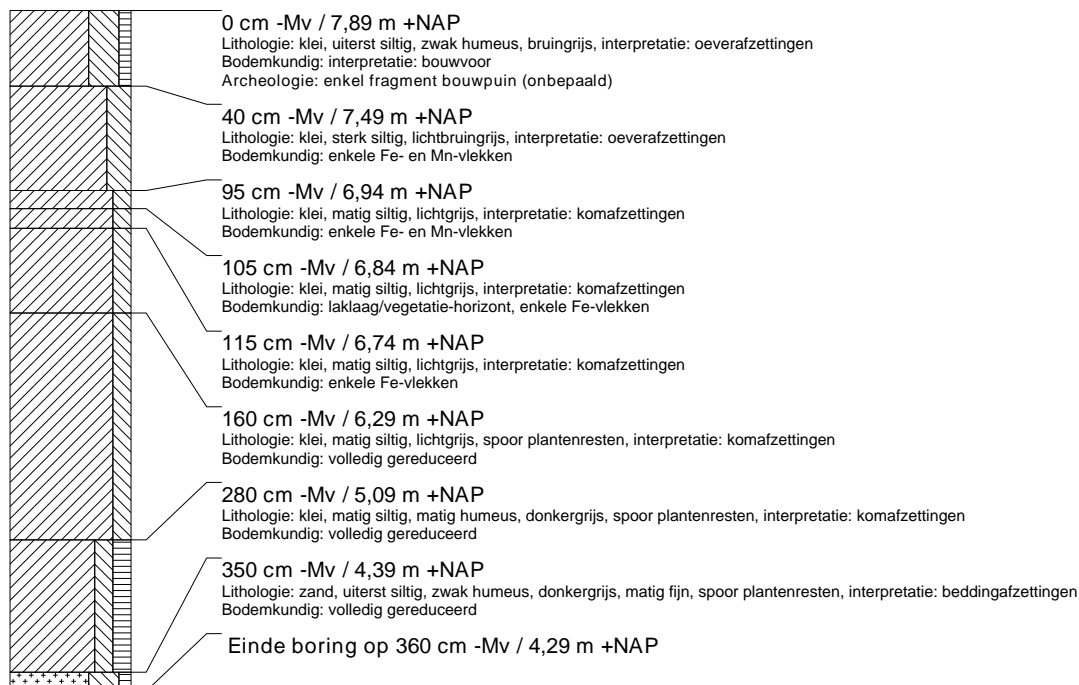 0 cm -Mv / 7,89 m +NAP
Lithologie: klei, uiterst siltig, zwak humeus, bruingrijs, interpretatie: oeverafzettingen
Bodemkundig: interpretatie: bouwvoor
Archeologie: enkel fragment bouwpuin (onbepaald)
40 cm -Mv / 7,49 m +NAP
Lithologie: klei, sterk siltig, lichtbruingrijs, interpretatie: oeverafzettingen
Bodemkundig: enkele Fe- en Mn-vlekken
95 cm -Mv / 6,94 m +NAP
Lithologie: klei, matig siltig, lichtgrijs, interpretatie: komafzettingen
Bodemkundig: enkele Fe- en Mn-vlekken
105 cm -Mv / 6,84 m +NAP
Lithologie: klei, matig siltig, lichtgrijs, interpretatie: komafzettingen
Bodemkundig: laklaag/vegetatie-horizont, enkele Fe-vlekken
115 cm -Mv / 6,74 m +NAP
Lithologie: klei, matig siltig, lichtgrijs, interpretatie: komafzettingen
Bodemkundig: enkele Fe-vlekken
160 cm -Mv / 6,29 m +NAP
Lithologie: klei, matig siltig, lichtgrijs, spoor plantenresten, interpretatie: komafzettingen
Bodemkundig: volledig gereduceerd
280 cm -Mv / 5,09 m +NAP
Lithologie: klei, matig siltig, matig humeus, donkergrijs, spoor plantenresten, interpretatie: komafzettingen
Bodemkundig: volledig gereduceerd
350 cm -Mv / 4,39 m +NAP
Lithologie: zand, uiterst siltig, zwak humeus, donkergrijs, matig fijn, spoor plantenresten, interpretatie: beddingafzettingen
Bodemkundig: volledig gereduceerd
Einde boring op 360 cm -Mv / 4,29 m +NAP